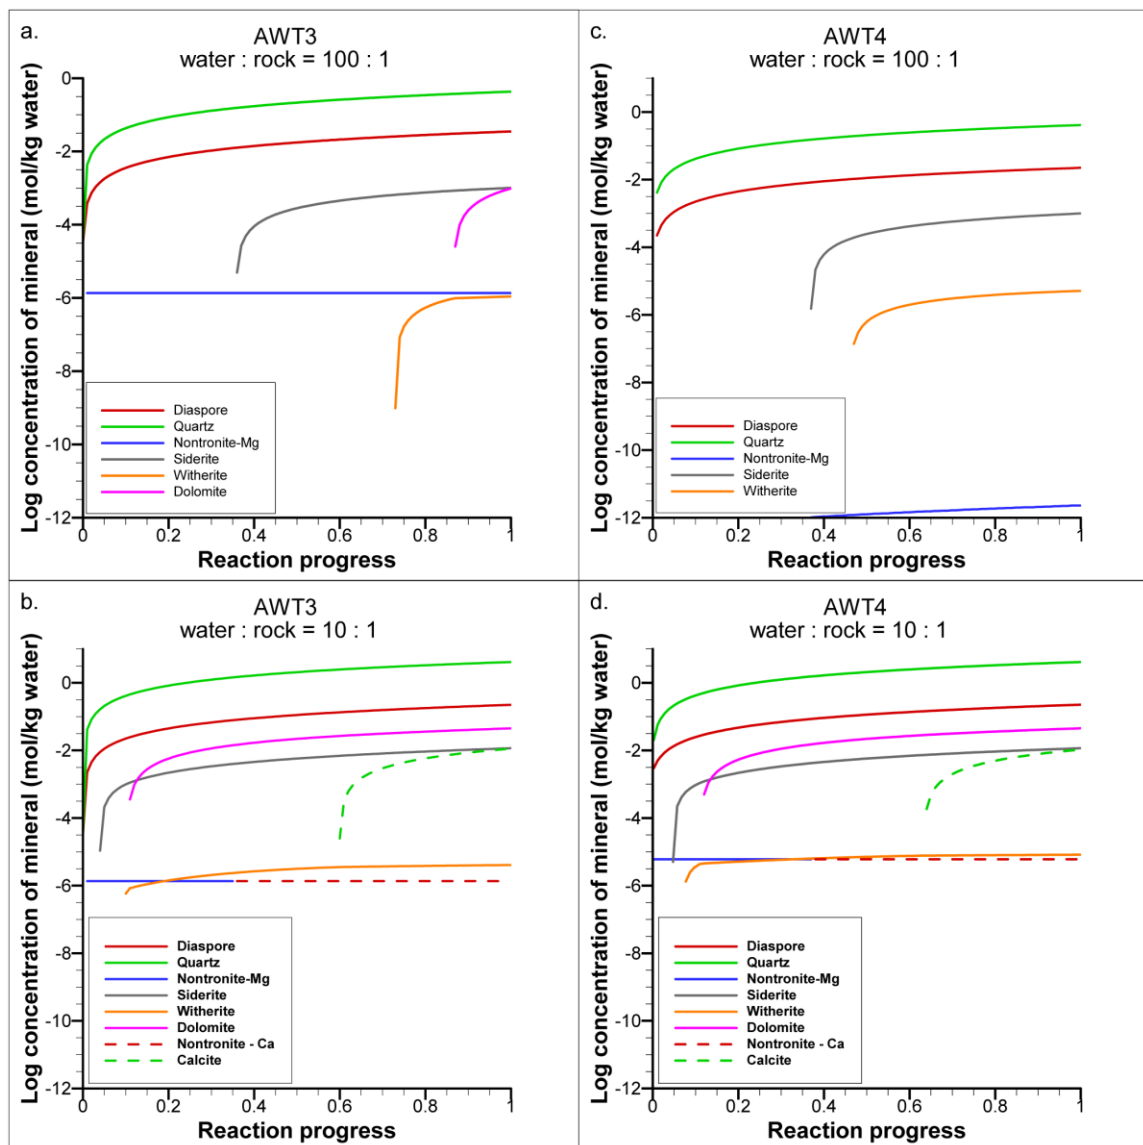 a.
AWT3
water : rock = 100 : 1
Log concentration of mineral (mol/kg water)
0
-2
-4
-6
-8
-10
-12
Diaspore
Quartz
Nontronite-Mg
Siderite
Witherite
Dolomite
0
0.2
0.4
0.6
0.8
1
Reaction progress
c.
AWT4
water : rock = 100 : 1
Log concentration of mineral (mol/kg water)
0
-2
-4
-6
-8
-10
-12
Diaspore
Quartz
Nontronite-Mg
Siderite
Witherite
0
0.2
0.4
0.6
0.8
1
Reaction progress
b.
AWT3
water : rock = 10 : 1
Log concentration of mineral (mol/kg water)
0
-2
-4
-6
-8
-10
-12
Diaspore
Quartz
Nontronite-Mg
Siderite
Witherite
Dolomite
Nontronite - Ca
Calcite
0
0.2
0.4
0.6
0.8
1
Reaction progress
d.
AWT4
water : rock = 10 : 1
Log concentration of mineral (mol/kg water)
0
-2
-4
-6
-8
-10
-12
Diaspore
Quartz
Nontronite-Mg
Siderite
Witherite
Dolomite
Nontronite - Ca
Calcite
0
0.2
0.4
0.6
0.8
1
Reaction progress